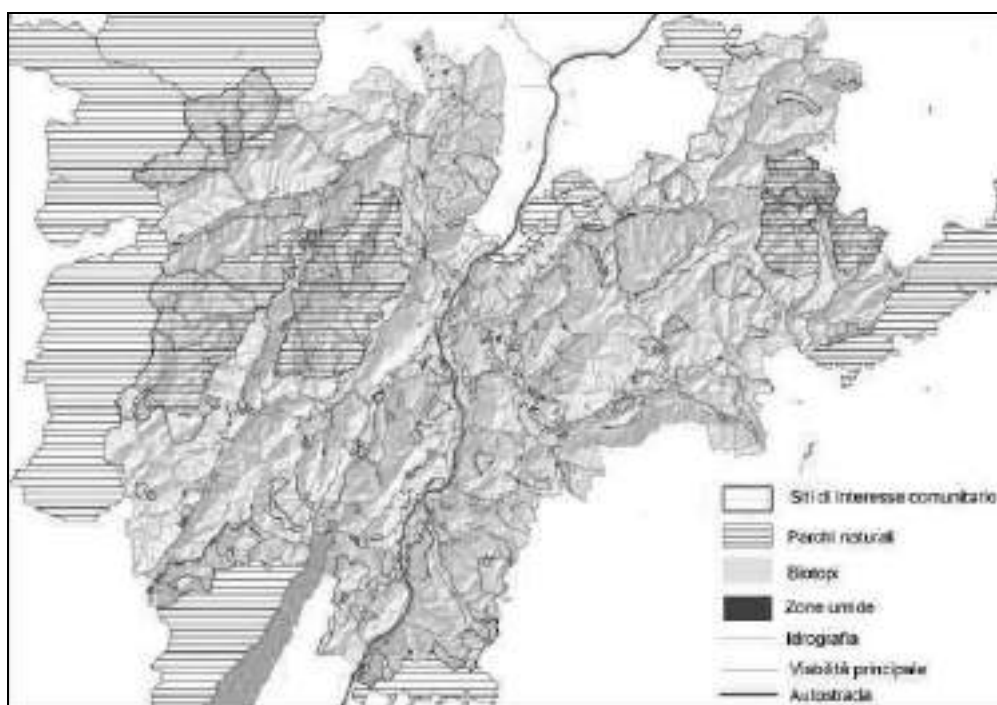 Siti di Interesse comunitario
Parchi naturali
Biotopi
Zone umide
Idrografia
Viabilità principale
Autostrada